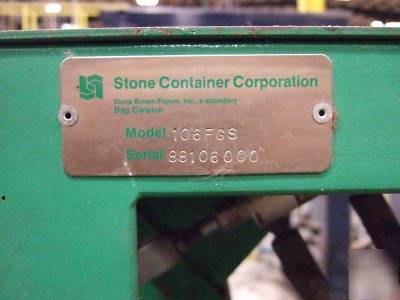 Stone Container Corporation
Stone Brown Papers, Inc., a subsidiary
Bag Division
Model 106FGS
Serial 88106000